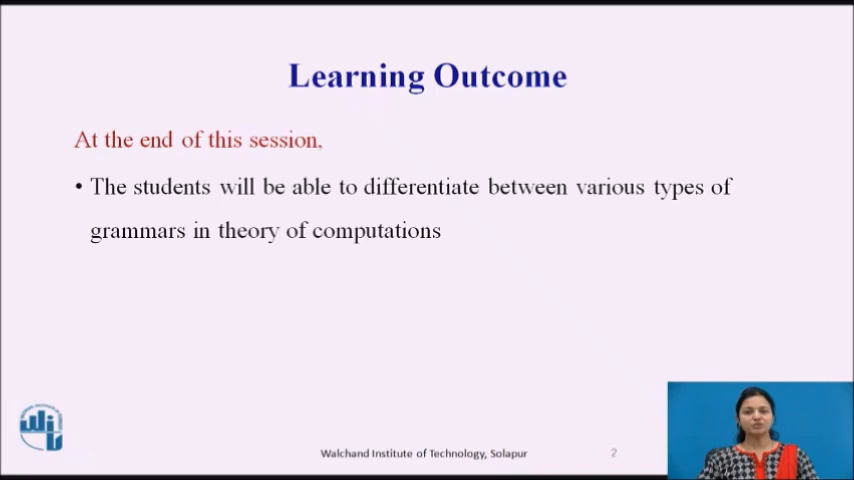 Learning Outcome
At the end of this session,
• The students will be able to differentiate between various types of
grammars in theory of computations
Walchand Institute of Technology, Solapur
2